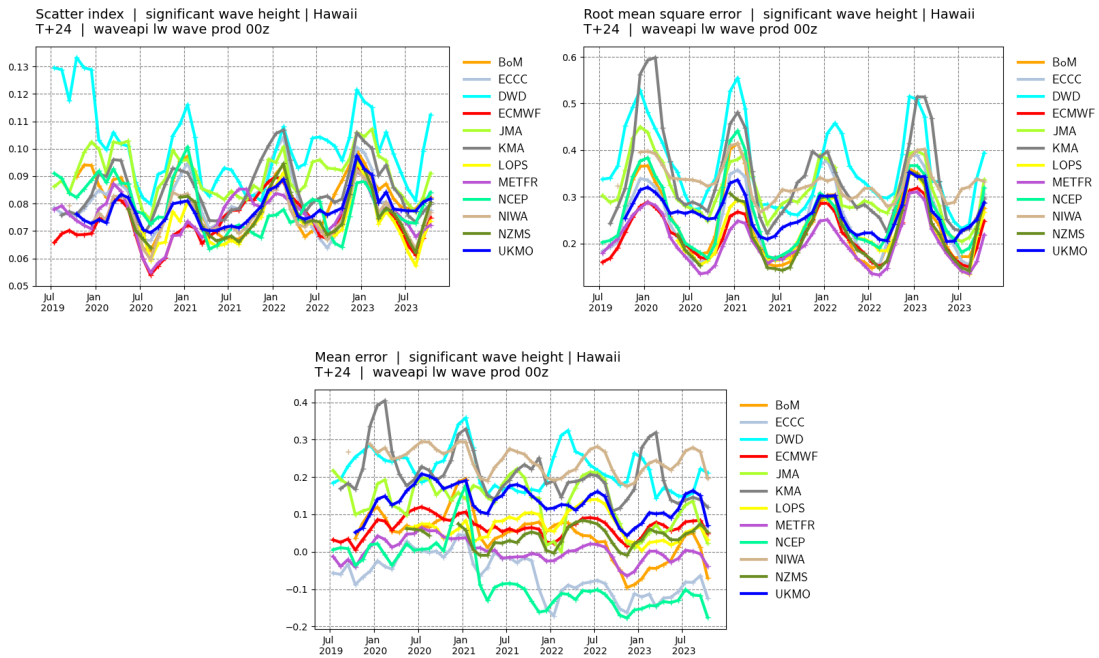 Scatter index | significant wave height | Hawaii
T+24 | waveapi lw wave prod 00z
0.13
0.12
0.11
0.10
0.09
0.08
0.07
0.06
0.05
Jul 2019
Jan 2020
Jul 2020
Jan 2021
Jul 2021
Jan 2022
Jul 2022
Jan 2023
Jul 2023
BoM
ECCC
DWD
ECMWF
JMA
KMA
LOPS
METFR
NCEP
NIWA
NZMS
UKMO
Root mean square error | significant wave height | Hawaii
T+24 | waveapi lw wave prod 00z
0.6
0.5
0.4
0.3
0.2
Jul 2019
Jan 2020
Jul 2020
Jan 2021
Jul 2021
Jan 2022
Jul 2022
Jan 2023
Jul 2023
BoM
ECCC
DWD
ECMWF
JMA
KMA
LOPS
METFR
NCEP
NIWA
NZMS
UKMO
Mean error | significant wave height | Hawaii
T+24 | waveapi lw wave prod 00z
0.4
0.3
0.2
0.1
0.0
−0.1
−0.2
Jul 2019
Jan 2020
Jul 2020
Jan 2021
Jul 2021
Jan 2022
Jul 2022
Jan 2023
Jul 2023
BoM
ECCC
DWD
ECMWF
JMA
KMA
LOPS
METFR
NCEP
NIWA
NZMS
UKMO